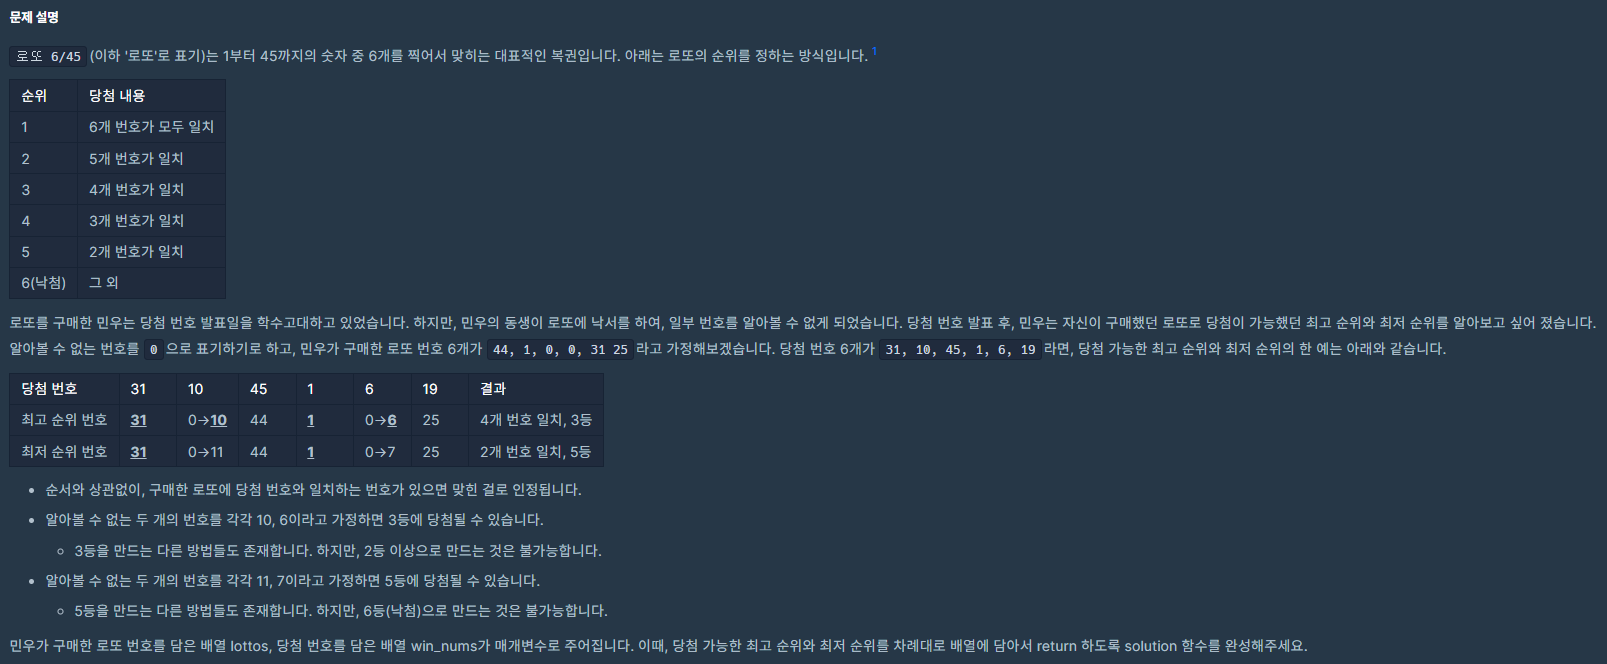 문제 설명
로또 6/45 (이하 '로또'로 표기)는 1부터 45까지의 숫자 중 6개를 찍어서 맞히는 대표적인 복권입니다. 아래는 로또의 순위를 정하는 방식입니다. 1
순위 당첨 내용
1 6개 번호가 모두 일치
2 5개 번호가 일치
3 4개 번호가 일치
4 3개 번호가 일치
5 2개 번호가 일치
6(낙첨) 그 외
로또를 구매한 민우는 당첨 번호 발표일을 학수고대하고 있었습니다. 하지만, 민우의 동생이 로또에 낙서를 하여, 일부 번호를 알아볼 수 없게 되었습니다. 당첨 번호 발표 후, 민우는 자신이 구매했던 로또로 당첨이 가능했던 최고 순위와 최저 순위를 알아보고 싶어 졌습니다.
알아볼 수 없는 번호를 0 으로 표기하기로 하고, 민우가 구매한 로또 번호 6개가 44, 1, 0, 0, 31 25 라고 가정해보겠습니다. 당첨 번호 6개가 31, 10, 45, 1, 6, 19 라면, 당첨 가능한 최고 순위와 최저 순위의 한 예는 아래와 같습니다.
당첨 번호 31 10 45 1 6 19 결과
최고 순위 번호 31 0→10 44 1 0→6 25 4개 번호 일치, 3등
최저 순위 번호 31 0→11 44 1 0→7 25 2개 번호 일치, 5등
• 순서와 상관없이, 구매한 로또에 당첨 번호와 일치하는 번호가 있으면 맞힌 걸로 인정됩니다.
• 알아볼 수 없는 두 개의 번호를 각각 10, 6이라고 가정하면 3등에 당첨될 수 있습니다.
◦ 3등을 만드는 다른 방법들도 존재합니다. 하지만, 2등 이상으로 만드는 것은 불가능합니다.
• 알아볼 수 없는 두 개의 번호를 각각 11, 7이라고 가정하면 5등에 당첨될 수 있습니다.
◦ 5등을 만드는 다른 방법들도 존재합니다. 하지만, 6등(낙첨)으로 만드는 것은 불가능합니다.
민우가 구매한 로또 번호를 담은 배열 lottos, 당첨 번호를 담은 배열 win_nums가 매개변수로 주어집니다. 이때, 당첨 가능한 최고 순위와 최저 순위를 차례대로 배열에 담아서 return 하도록 solution 함수를 완성해주세요.